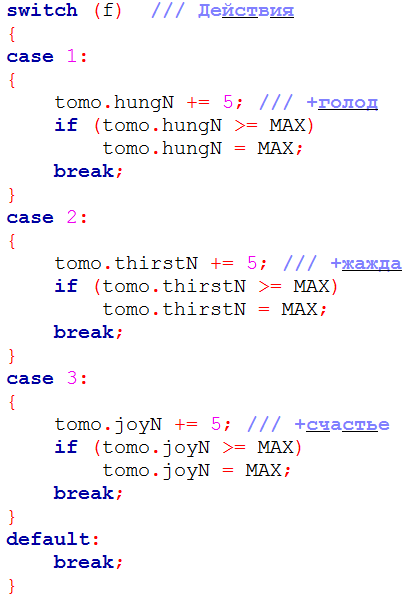 switch (f)  /// Действия
{
case 1:
{
    tomo.hungN += 5; /// +голод
    if (tomo.hungN >= MAX)
        tomo.hungN = MAX;
    break;
}
case 2:
{
    tomo.thirstN += 5; /// +жажда
    if (tomo.thirstN >= MAX)
        tomo.thirstN = MAX;
    break;
}
case 3:
{
    tomo.joyN += 5; /// +счастье
    if (tomo.joyN >= MAX)
        tomo.joyN = MAX;
    break;
}
default:
    break;
}